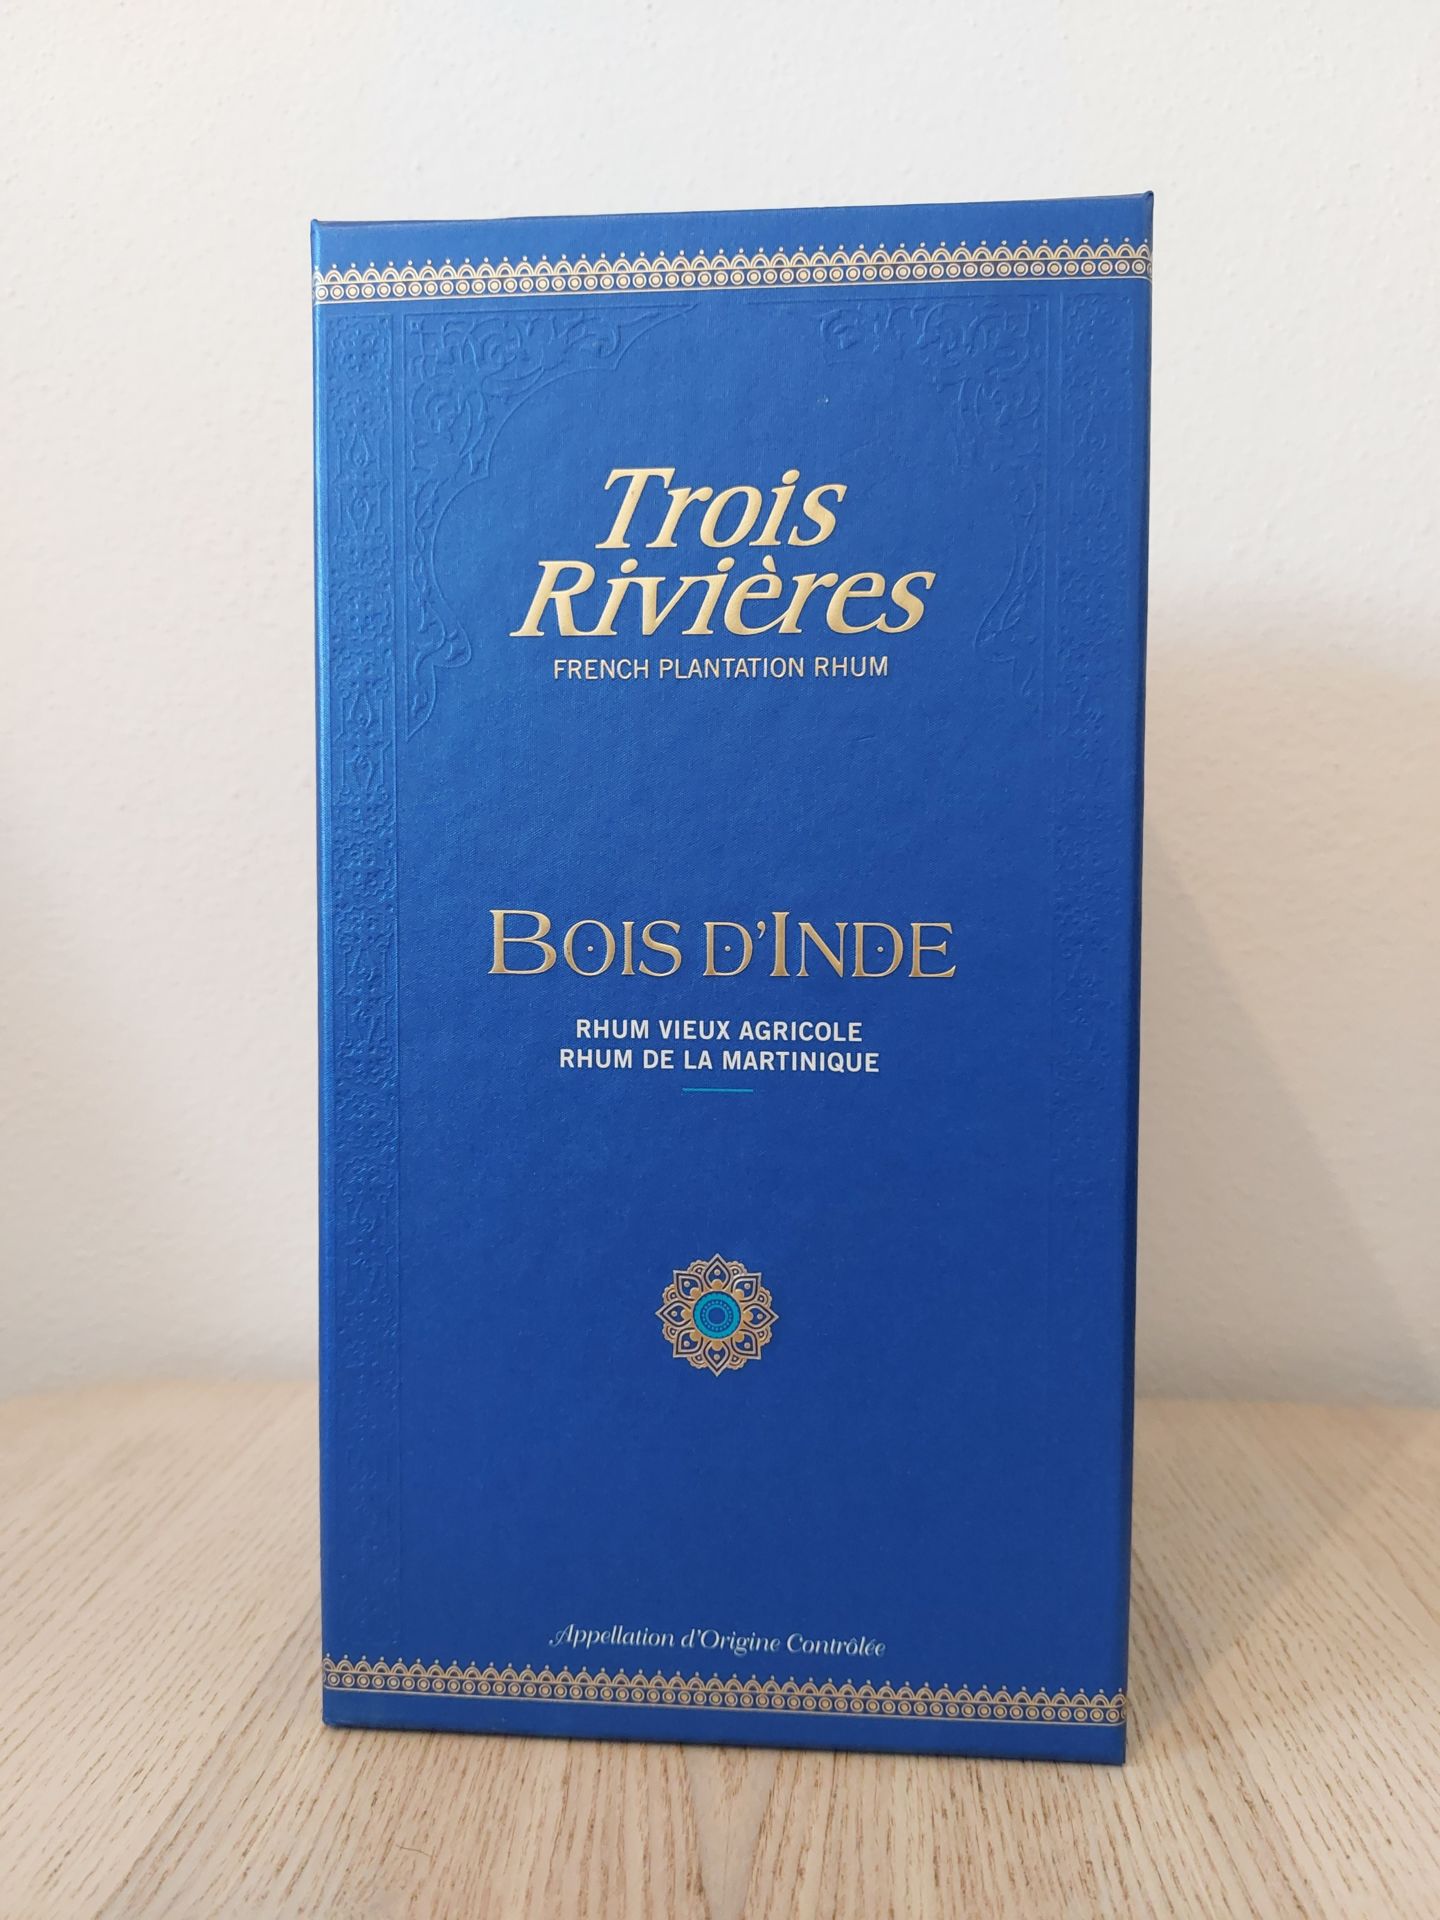 Trois
Rivières
FRENCH PLANTATION RHUM
BOIS D'INDE
RHUM VIEUX AGRICOLE
RHUM DE LA MARTINIQUE
Appellation d'Origine Contrôlée